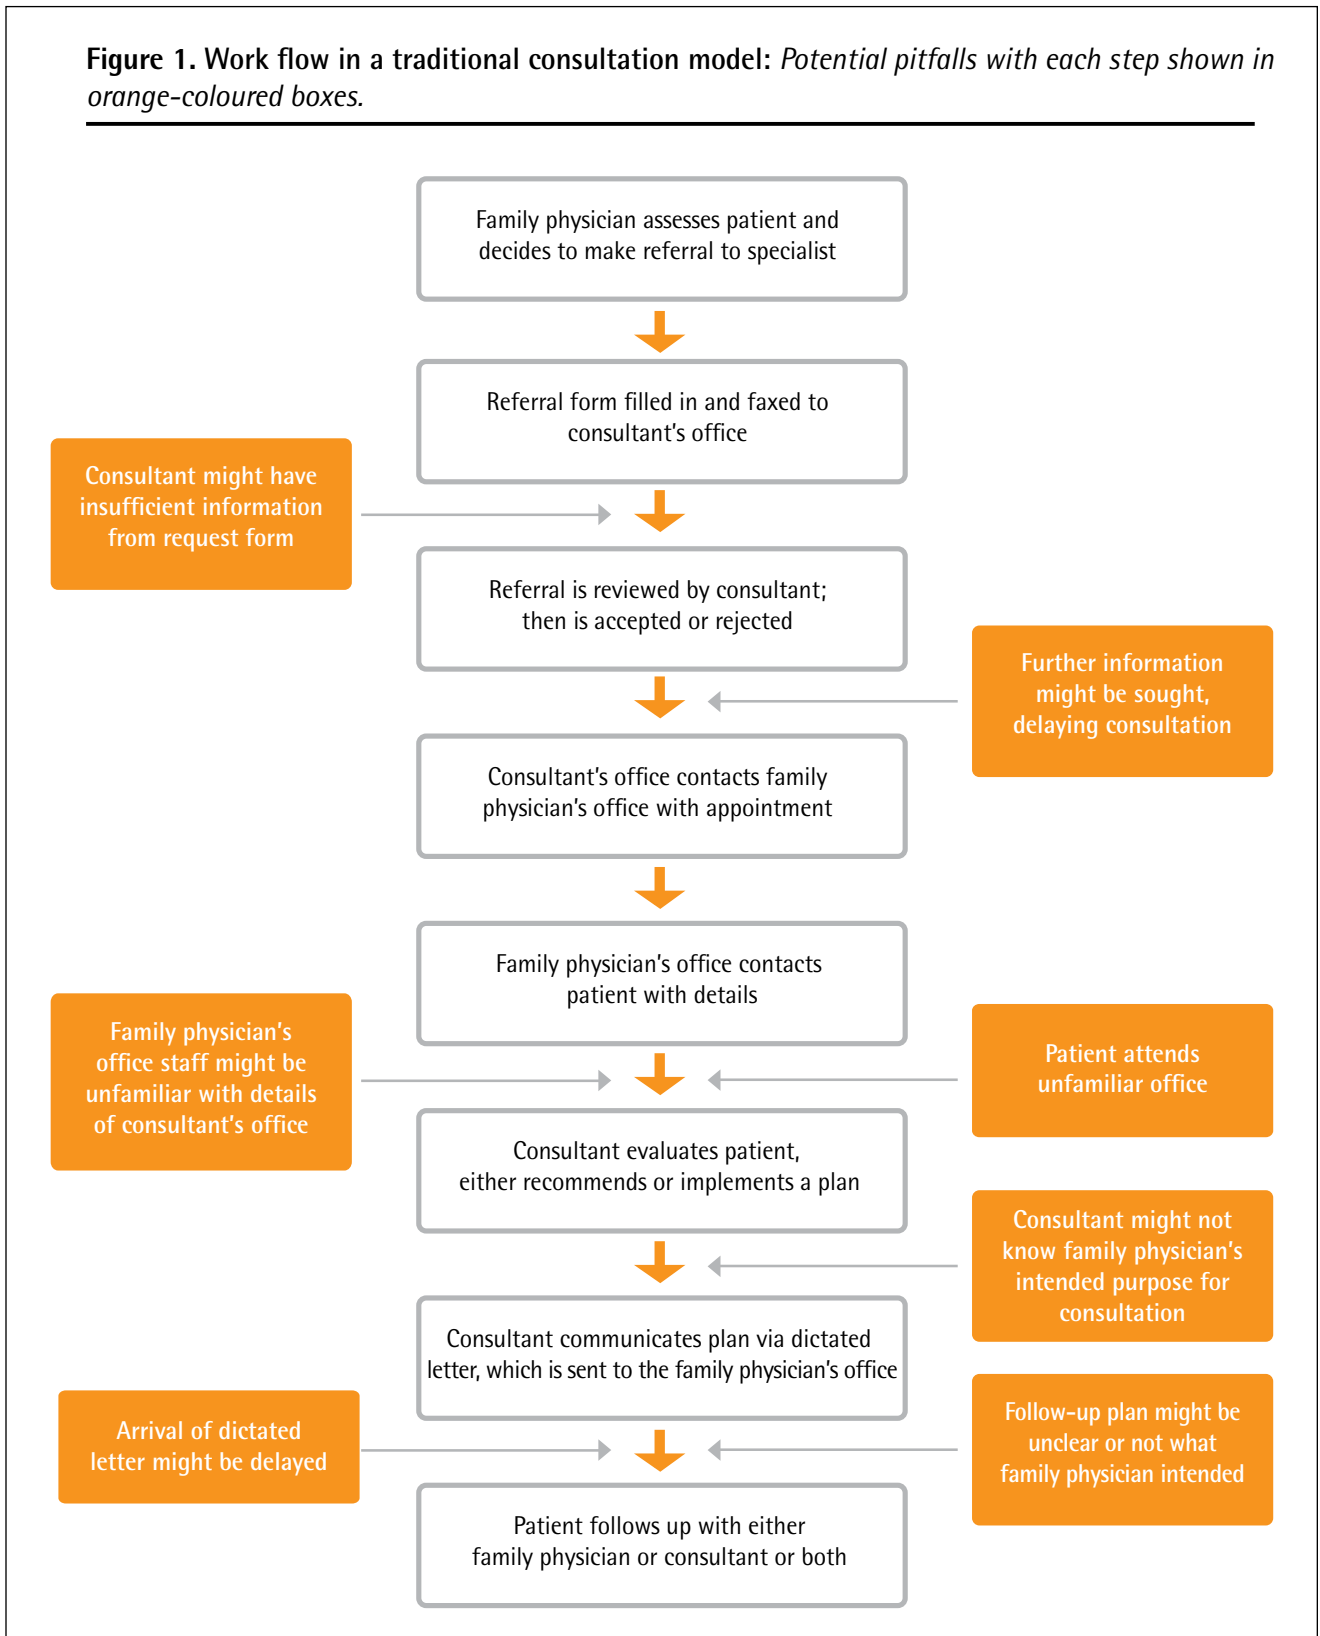 Figure 1. Work flow in a traditional consultation model: Potential pitfalls with each step shown in
orange-coloured boxes.
Family physician assesses patient and
decides to make referral to specialist
Referral form filled in and faxed to
consultant's office
Consultant might have
insufficient information
from request form
Referral is reviewed by consultant;
then is accepted or rejected
Further information
might be sought,
delaying consultation
Consultant's office contacts family
physician's office with appointment
Family physician's office contacts
patient with details
Family physician's
office staff might be
unfamiliar with details
of consultant's office
Patient attends
unfamiliar office
Consultant evaluates patient,
either recommends or implements a plan
Consultant might not
know family physician's
intended purpose for
consultation
Consultant communicates plan via dictated
letter, which is sent to the family physician's office
Arrival of dictated
letter might be delayed
Follow-up plan might be
unclear or not what
family physician intended
Patient follows up with either
family physician or consultant or both